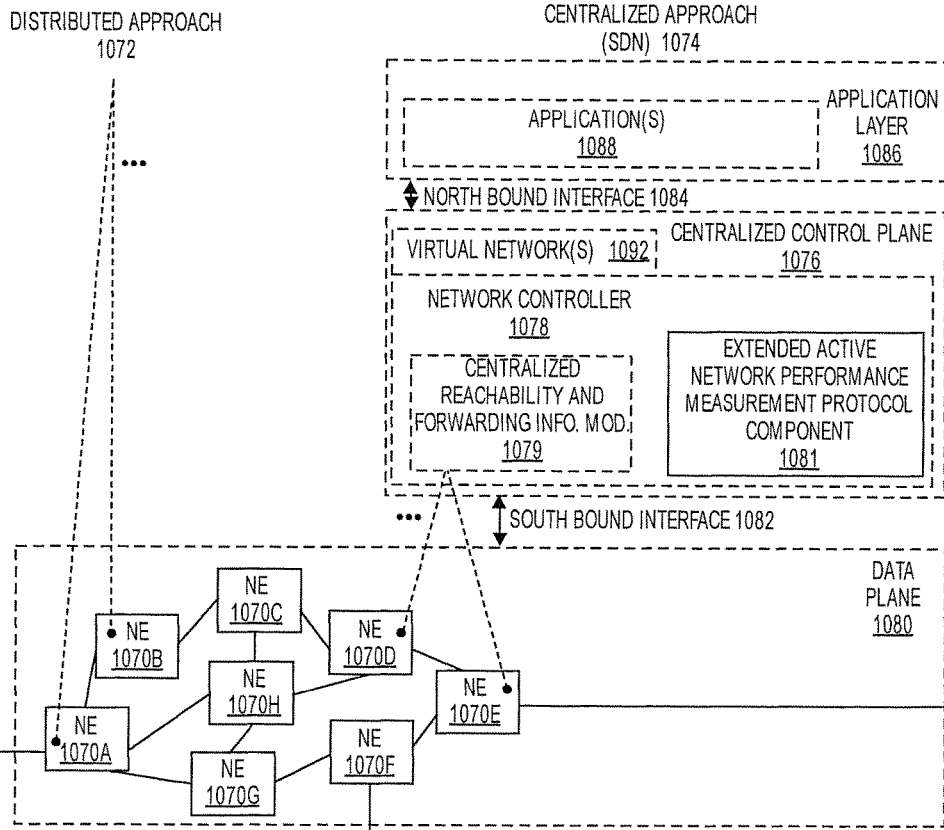 DISTRIBUTED APPROACH
1072
CENTRALIZED APPROACH
(SDN) 1074
APPLICATION(S)
1088
APPLICATION
LAYER
1086
NORTH BOUND INTERFACE 1084
VIRTUAL NETWORK(S) 1092
CENTRALIZED CONTROL PLANE
1076
NETWORK CONTROLLER
1078
CENTRALIZED
REACHABILITY AND
FORWARDING INFO. MOD.
1079
EXTENDED ACTIVE
NETWORK PERFORMANCE
MEASUREMENT PROTOCOL
COMPONENT
1081
SOUTH BOUND INTERFACE 1082
DATA
PLANE
1080
NE
1070C
NE
1070B
NE
1070D
NE
1070H
NE
1070E
NE
1070A
NE
1070F
NE
1070G